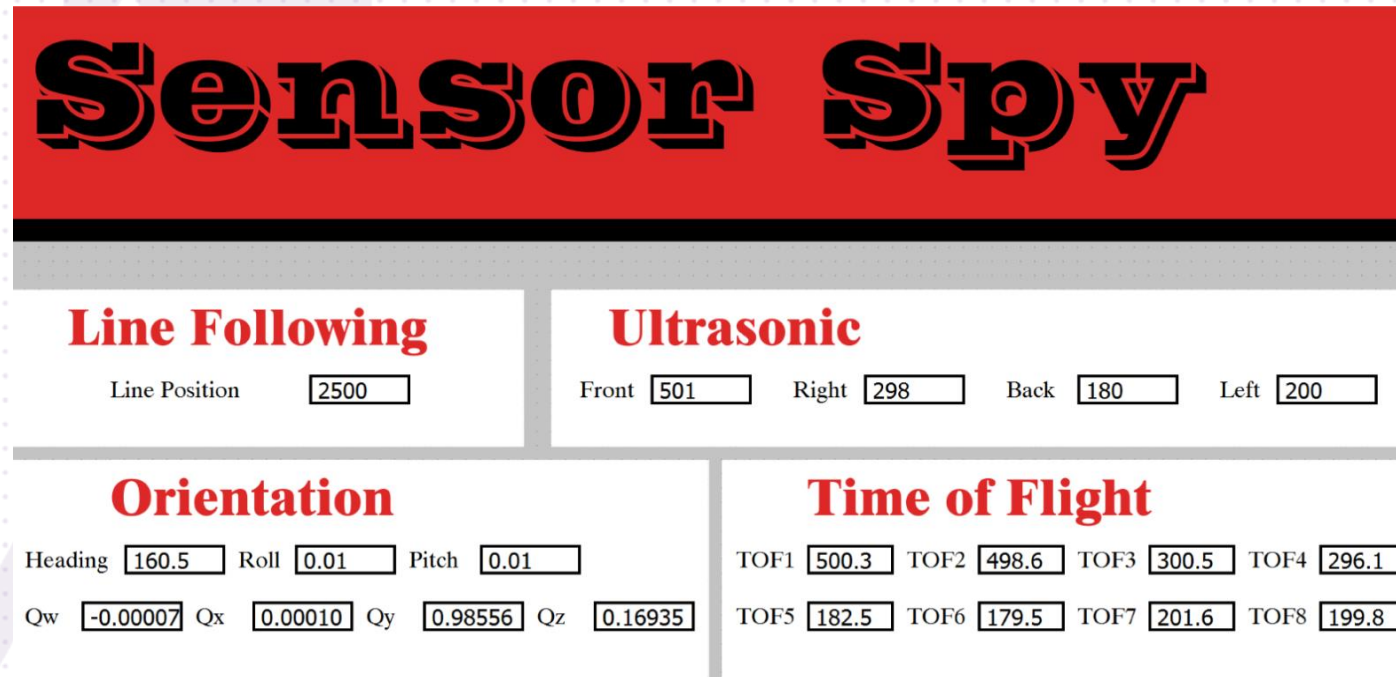 Sensor Spy
Line Following
Line Position 2500
Ultrasonic
Front 501 Right 298 Back 180 Left 200
Orientation
Heading 160.5 Roll 0.01 Pitch 0.01
Qw -0.00007 Qx 0.00010 Qy 0.98556 Qz 0.16935
Time of Flight
TOF1 500.3 TOF2 498.6 TOF3 300.5 TOF4 296.1
TOF5 182.5 TOF6 179.5 TOF7 201.6 TOF8 199.8